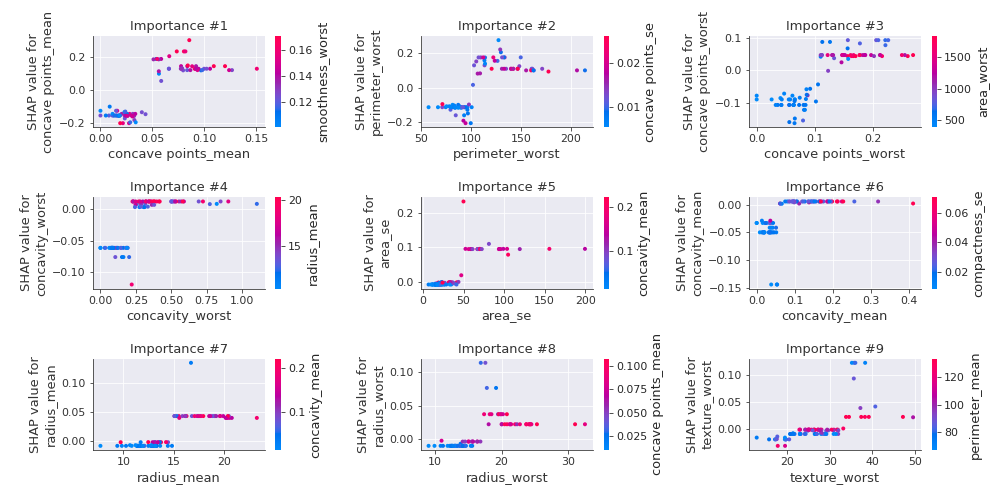 Importance #1
SHAP value for
concave points_mean
0.2
0.0
−0.2
0.00
0.05
0.10
0.15
concave points_mean
0.16
0.14
0.12
smoothness_worst
Importance #2
SHAP value for
perimeter_worst
0.2
0.0
−0.2
50
100
150
200
perimeter_worst
0.02
0.01
concave points_se
Importance #3
SHAP value for
concave points_worst
0.1
0.0
−0.1
0.0
0.1
0.2
concave points_worst
1500
1000
500
area_worst
Importance #4
SHAP value for
concavity_worst
0.00
−0.05
−0.10
0.00
0.25
0.50
0.75
1.00
concavity_worst
20
15
radius_mean
Importance #5
SHAP value for
area_se
0.2
0.1
0.0
0
50
100
150
200
area_se
0.2
0.1
concavity_mean
Importance #6
SHAP value for
concavity_mean
0.00
−0.05
−0.10
−0.15
0.0
0.1
0.2
0.3
0.4
concavity_mean
0.06
0.04
0.02
compactness_se
Importance #7
SHAP value for
radius_mean
0.10
0.05
0.00
10
15
20
radius_mean
0.2
0.1
concavity_mean
Importance #8
SHAP value for
radius_worst
0.10
0.05
0.00
10
20
30
radius_worst
0.100
0.075
0.050
0.025
concave points_mean
Importance #9
SHAP value for
texture_worst
0.10
0.05
0.00
20
30
40
50
texture_worst
120
100
80
perimeter_mean